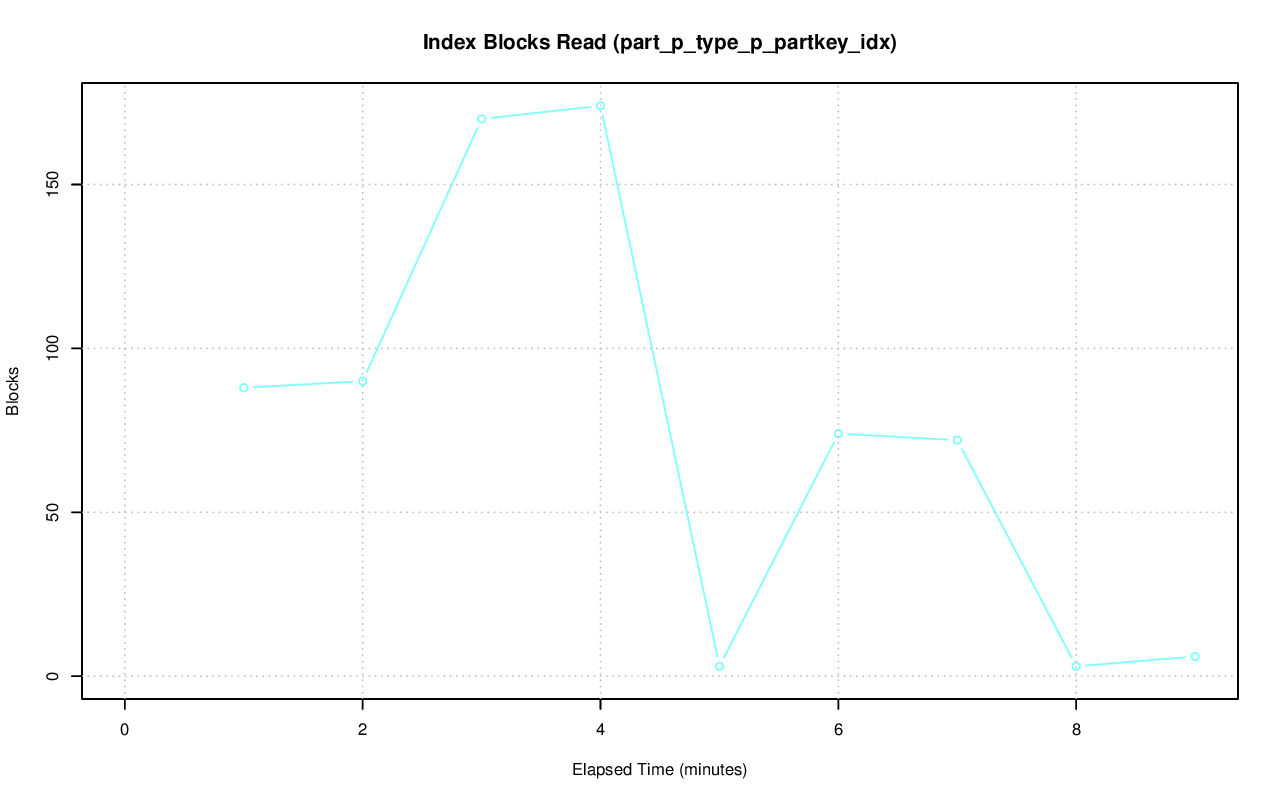 Index Blocks Read (part_p_type_p_partkey_idx)
150
100
50
0
Blocks
0 2 4 6 8
Elapsed Time (minutes)